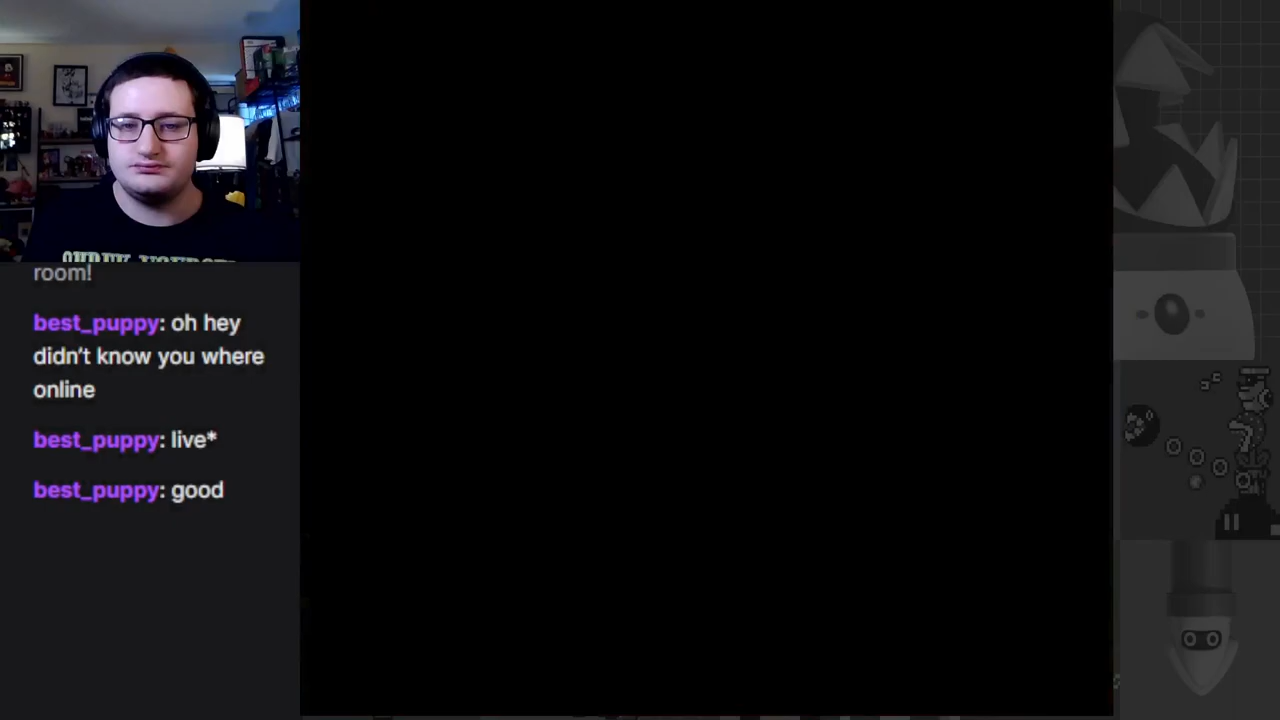 room!
best_puppy: oh hey
didn't know you where
online
best_puppy: live*
best_puppy: good